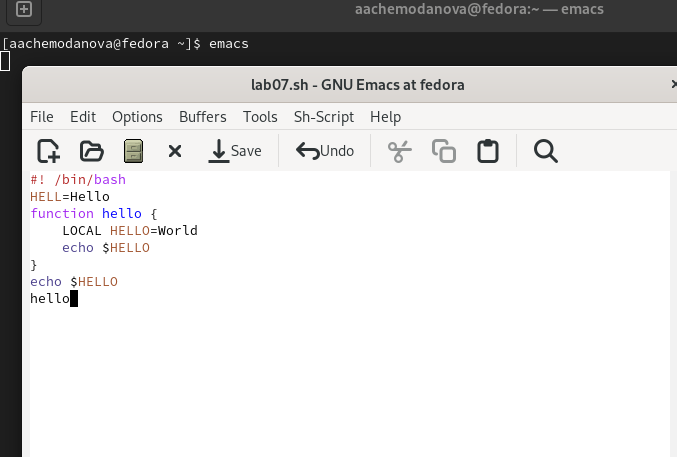 aachemodanova@fedora:~ — emacs
[aachemodanova@fedora ~]$ emacs
lab07.sh - GNU Emacs at fedora
File Edit Options Buffers Tools Sh-Script Help
Save Undo
#! /bin/bash
HELL=Hello
function hello {
    LOCAL HELLO=World
    echo $HELLO
}
echo $HELLO
hello